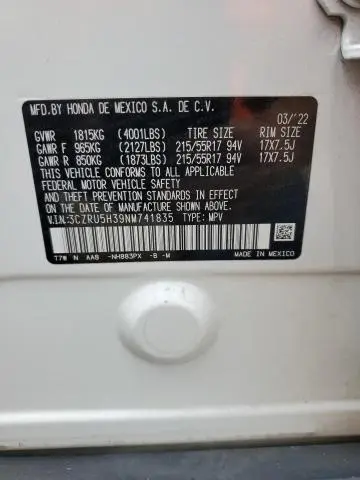 MFD.BY HONDA DE MEXICO S.A. DE C.V.
03/'22
GVWR 1815KG (4001LBS) TIRE SIZE RIM SIZE
GAWR F 965KG (2127LBS) 215/55R17 94V 17X7.5J
GAWR R 850KG (1873LBS) 215/55R17 94V 17X7.5J
THIS VEHICLE CONFORMS TO ALL APPLICABLE
FEDERAL MOTOR VEHICLE SAFETY AND THEFT
PREVENTION STANDARDS IN EFFECT ON THE DATE
OF MANUFACTURE SHOWN ABOVE.
V.I.N:3CZRU5H39NM741835 TYPE: MPV
T7W N AAB -NH883PX -B -M
MADE IN MEXICO